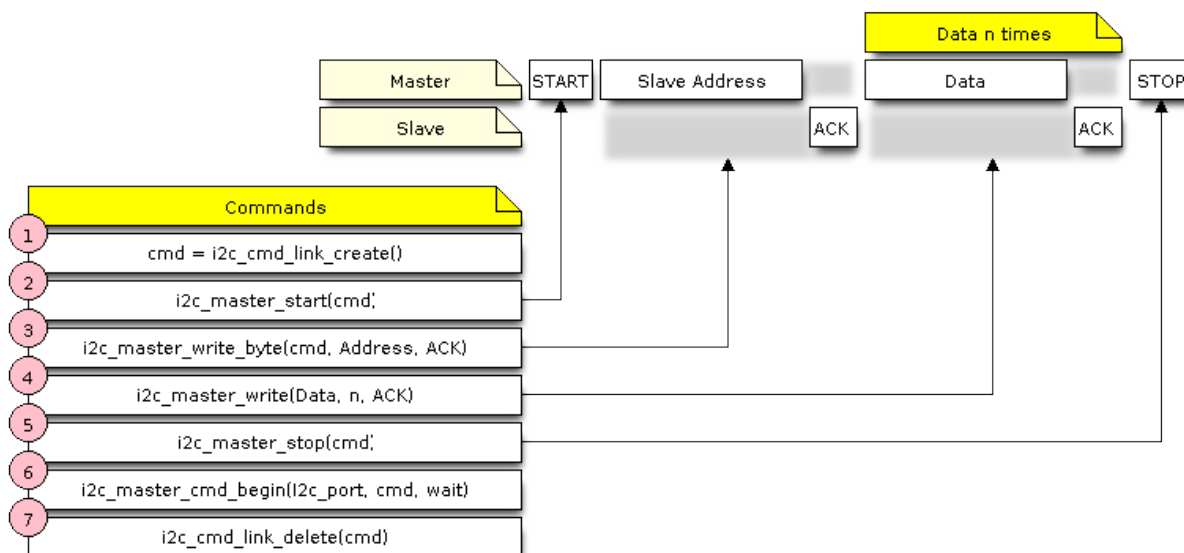 Data n times
Master START Slave Address Data STOP
Slave ACK ACK
Commands
1
cmd = i2c_cmd_link_create()
2
i2c_master_start(cmd)
3
i2c_master_write_byte(cmd, Address, ACK)
4
i2c_master_write(Data, n, ACK)
5
i2c_master_stop(cmd)
6
i2c_master_cmd_begin(I2c_port, cmd, wait)
7
i2c_cmd_link_delete(cmd)